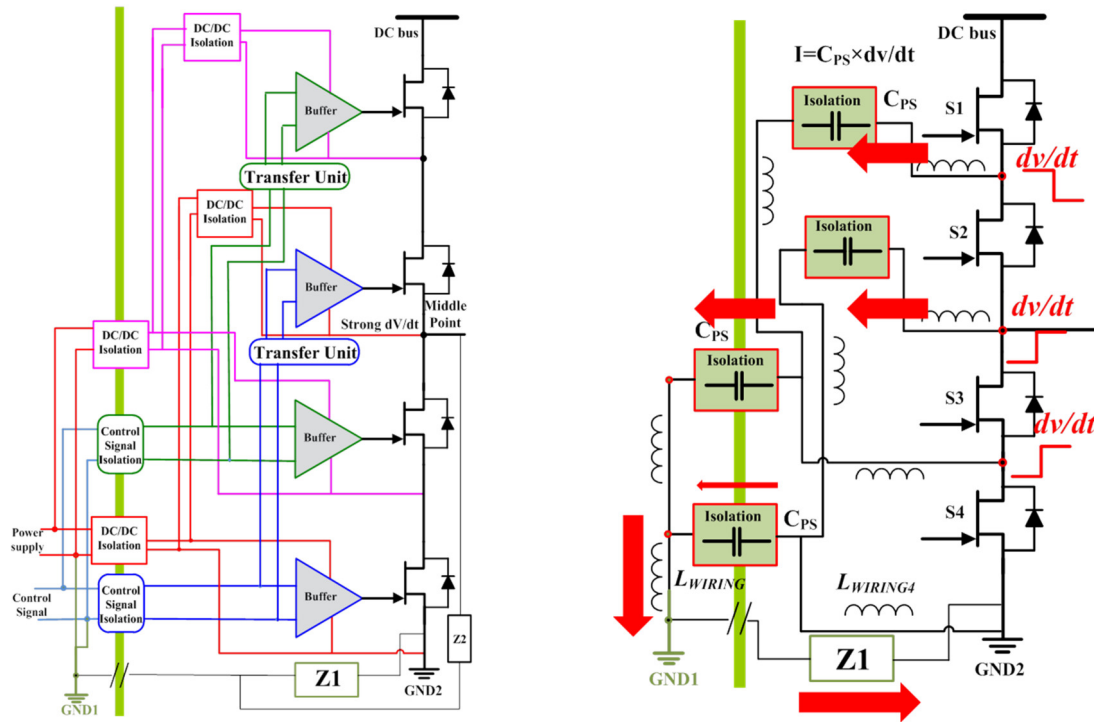 DC/DC
Isolation
DC bus
Buffer
Transfer Unit
DC/DC
Isolation
Buffer
Middle
Point
Strong dV/dt
Transfer Unit
DC/DC
Isolation
Control
Signal
Isolation
Buffer
Power
supply
DC/DC
Isolation
Control
Signal
Control
Signal
Isolation
Buffer
Z2
Z1
GND1
GND2
DC bus
I=CPS×dv/dt
Isolation
CPS
S1
dv/dt
Isolation
S2
dv/dt
CPS
Isolation
S3
dv/dt
Isolation
CPS
S4
LWIRING
LWIRING4
Z1
GND1
GND2